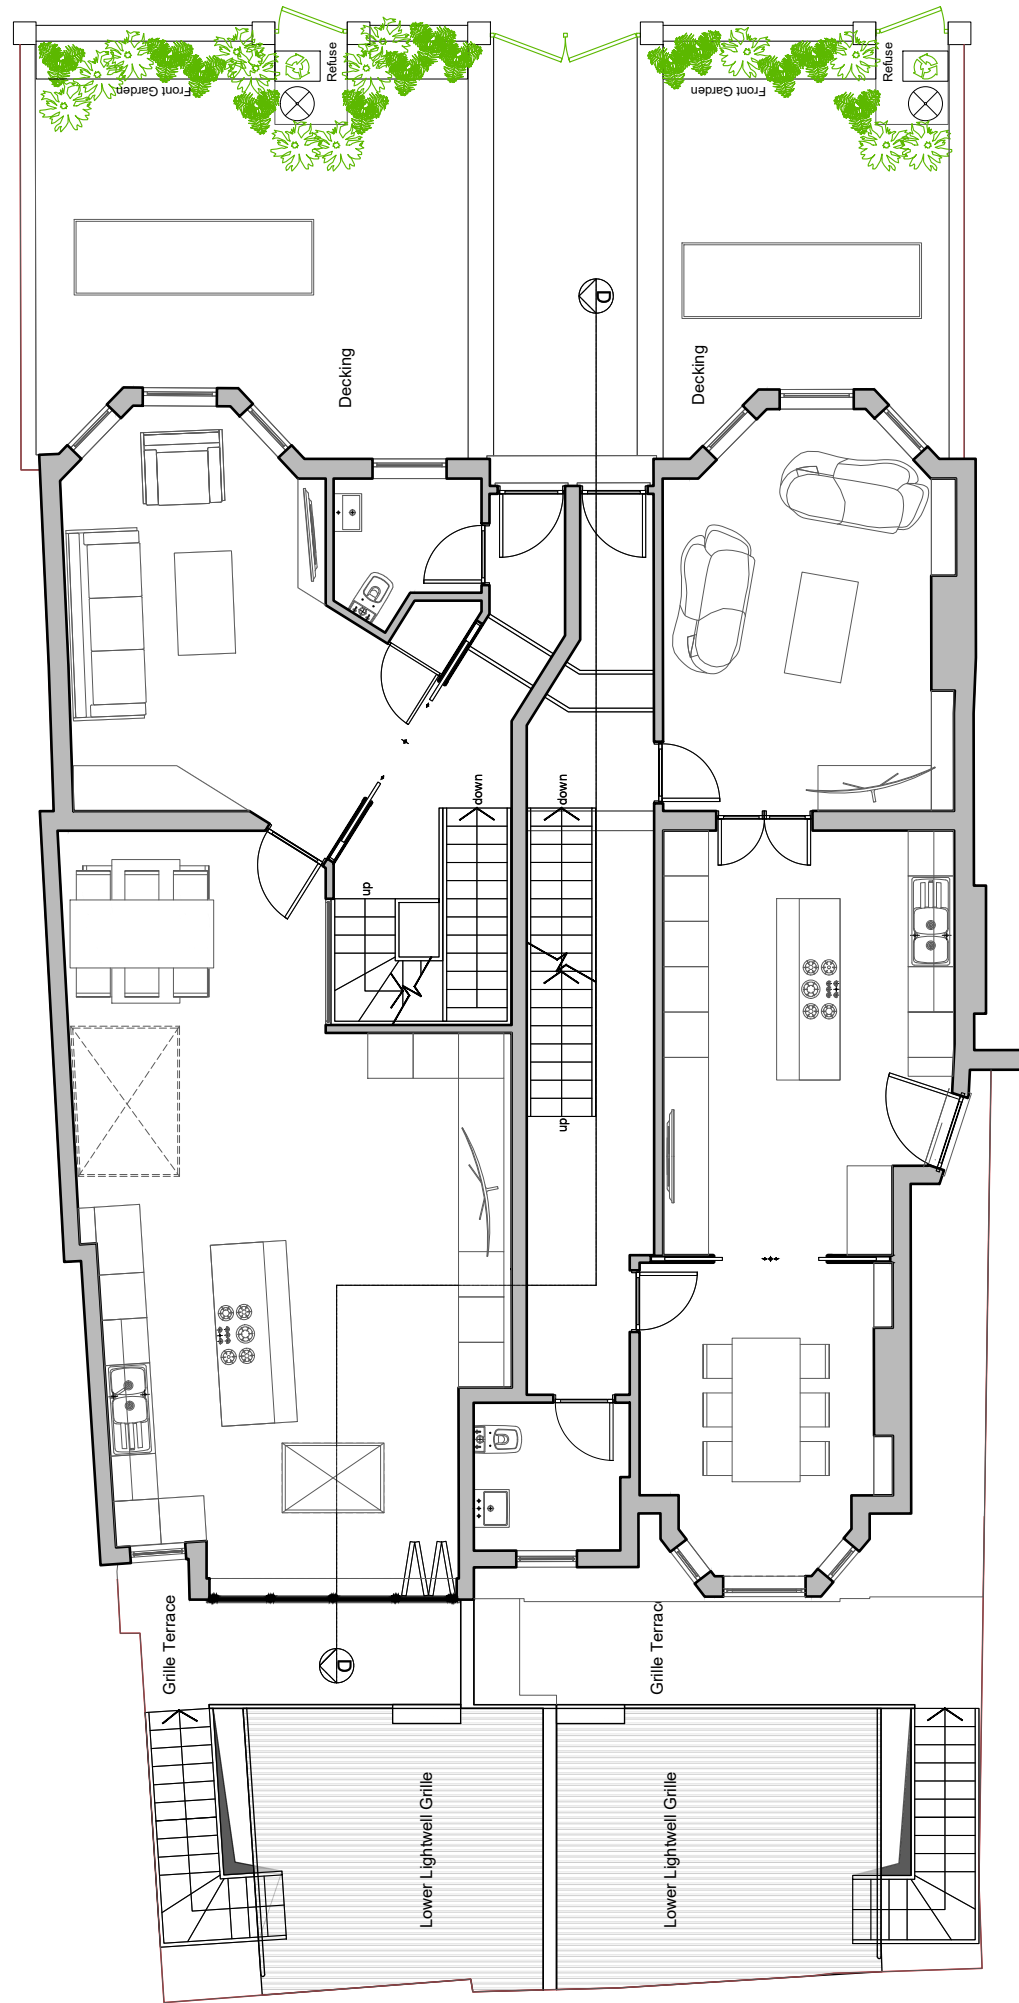 Refuse
Refuse
Front Garden
Front Garden
D
Decking
Decking
down
down
up
up
Grille Terrace
Grille Terrac
D
Lower Lightwell Grille
Lower Lightwell Grille